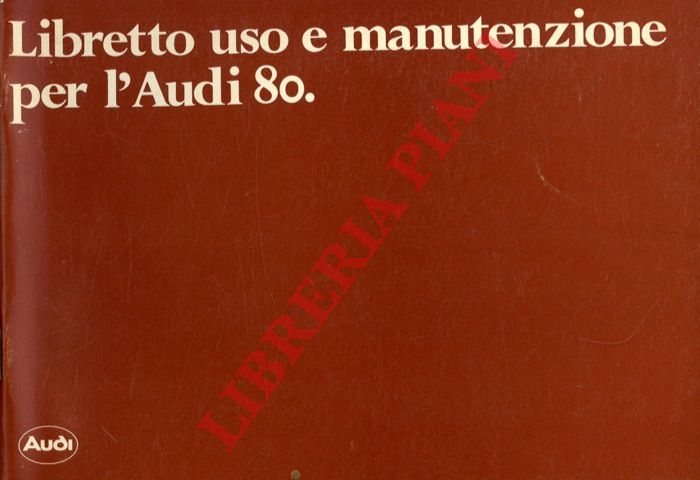 Libretto uso e manutenzione
per l'Audi 80.
LIBRERIA PIANI
Audi